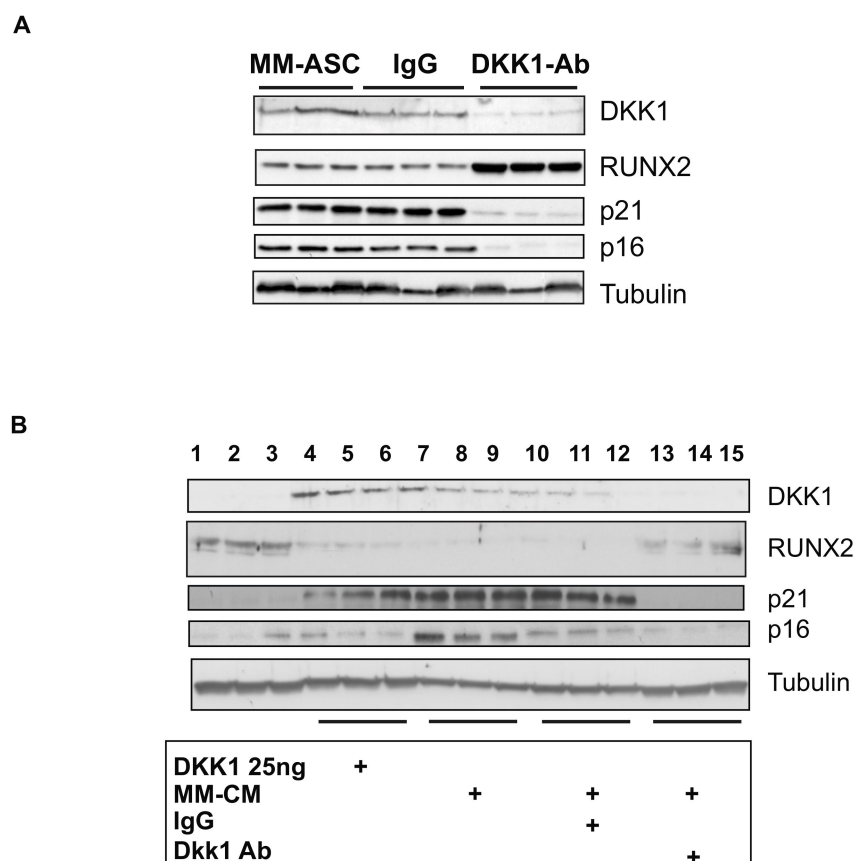 A
MM-ASC IgG DKK1-Ab
DKK1
RUNX2
p21
p16
Tubulin
B
1 2 3 4 5 6 7 8 9 10 11 12 13 14 15
DKK1
RUNX2
p21
p16
Tubulin
DKK1 25ng +
MM-CM + + +
IgG +
Dkk1 Ab +